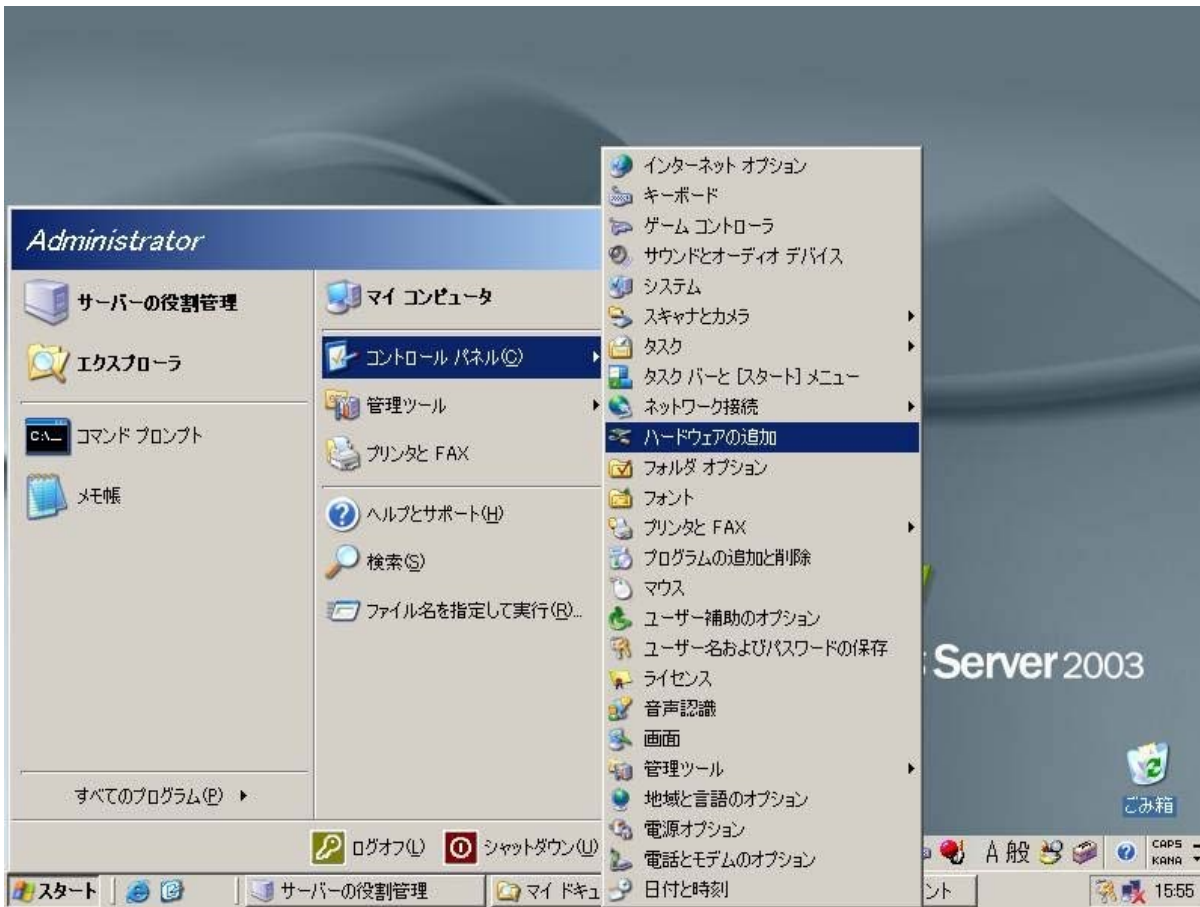 Administrator
サーバーの役割管理
エクスプローラ
C:\_
コマンド プロンプト
メモ帳
すべてのプログラム(P)
マイ コンピュータ
コントロール パネル(C)
管理ツール
プリンタと FAX
ヘルプとサポート(H)
検索(S)
ファイル名を指定して実行(R)...
ログオフ(L)
シャットダウン(U)
インターネット オプション
キーボード
ゲーム コントローラ
サウンドとオーディオ デバイス
システム
スキャナとカメラ
タスク
タスク バーと [スタート] メニュー
ネットワーク接続
ハードウェアの追加
フォルダ オプション
フォント
プリンタと FAX
プログラムの追加と削除
マウス
ユーザー補助のオプション
ユーザー名およびパスワードの保存
ライセンス
音声認識
画面
管理ツール
地域と言語のオプション
電源オプション
電話とモデムのオプション
日付と時刻
Server 2003
ごみ箱
A 般
CAPS
KANA
スタート
サーバーの役割管理
マイ ドキュ
ント
15:55